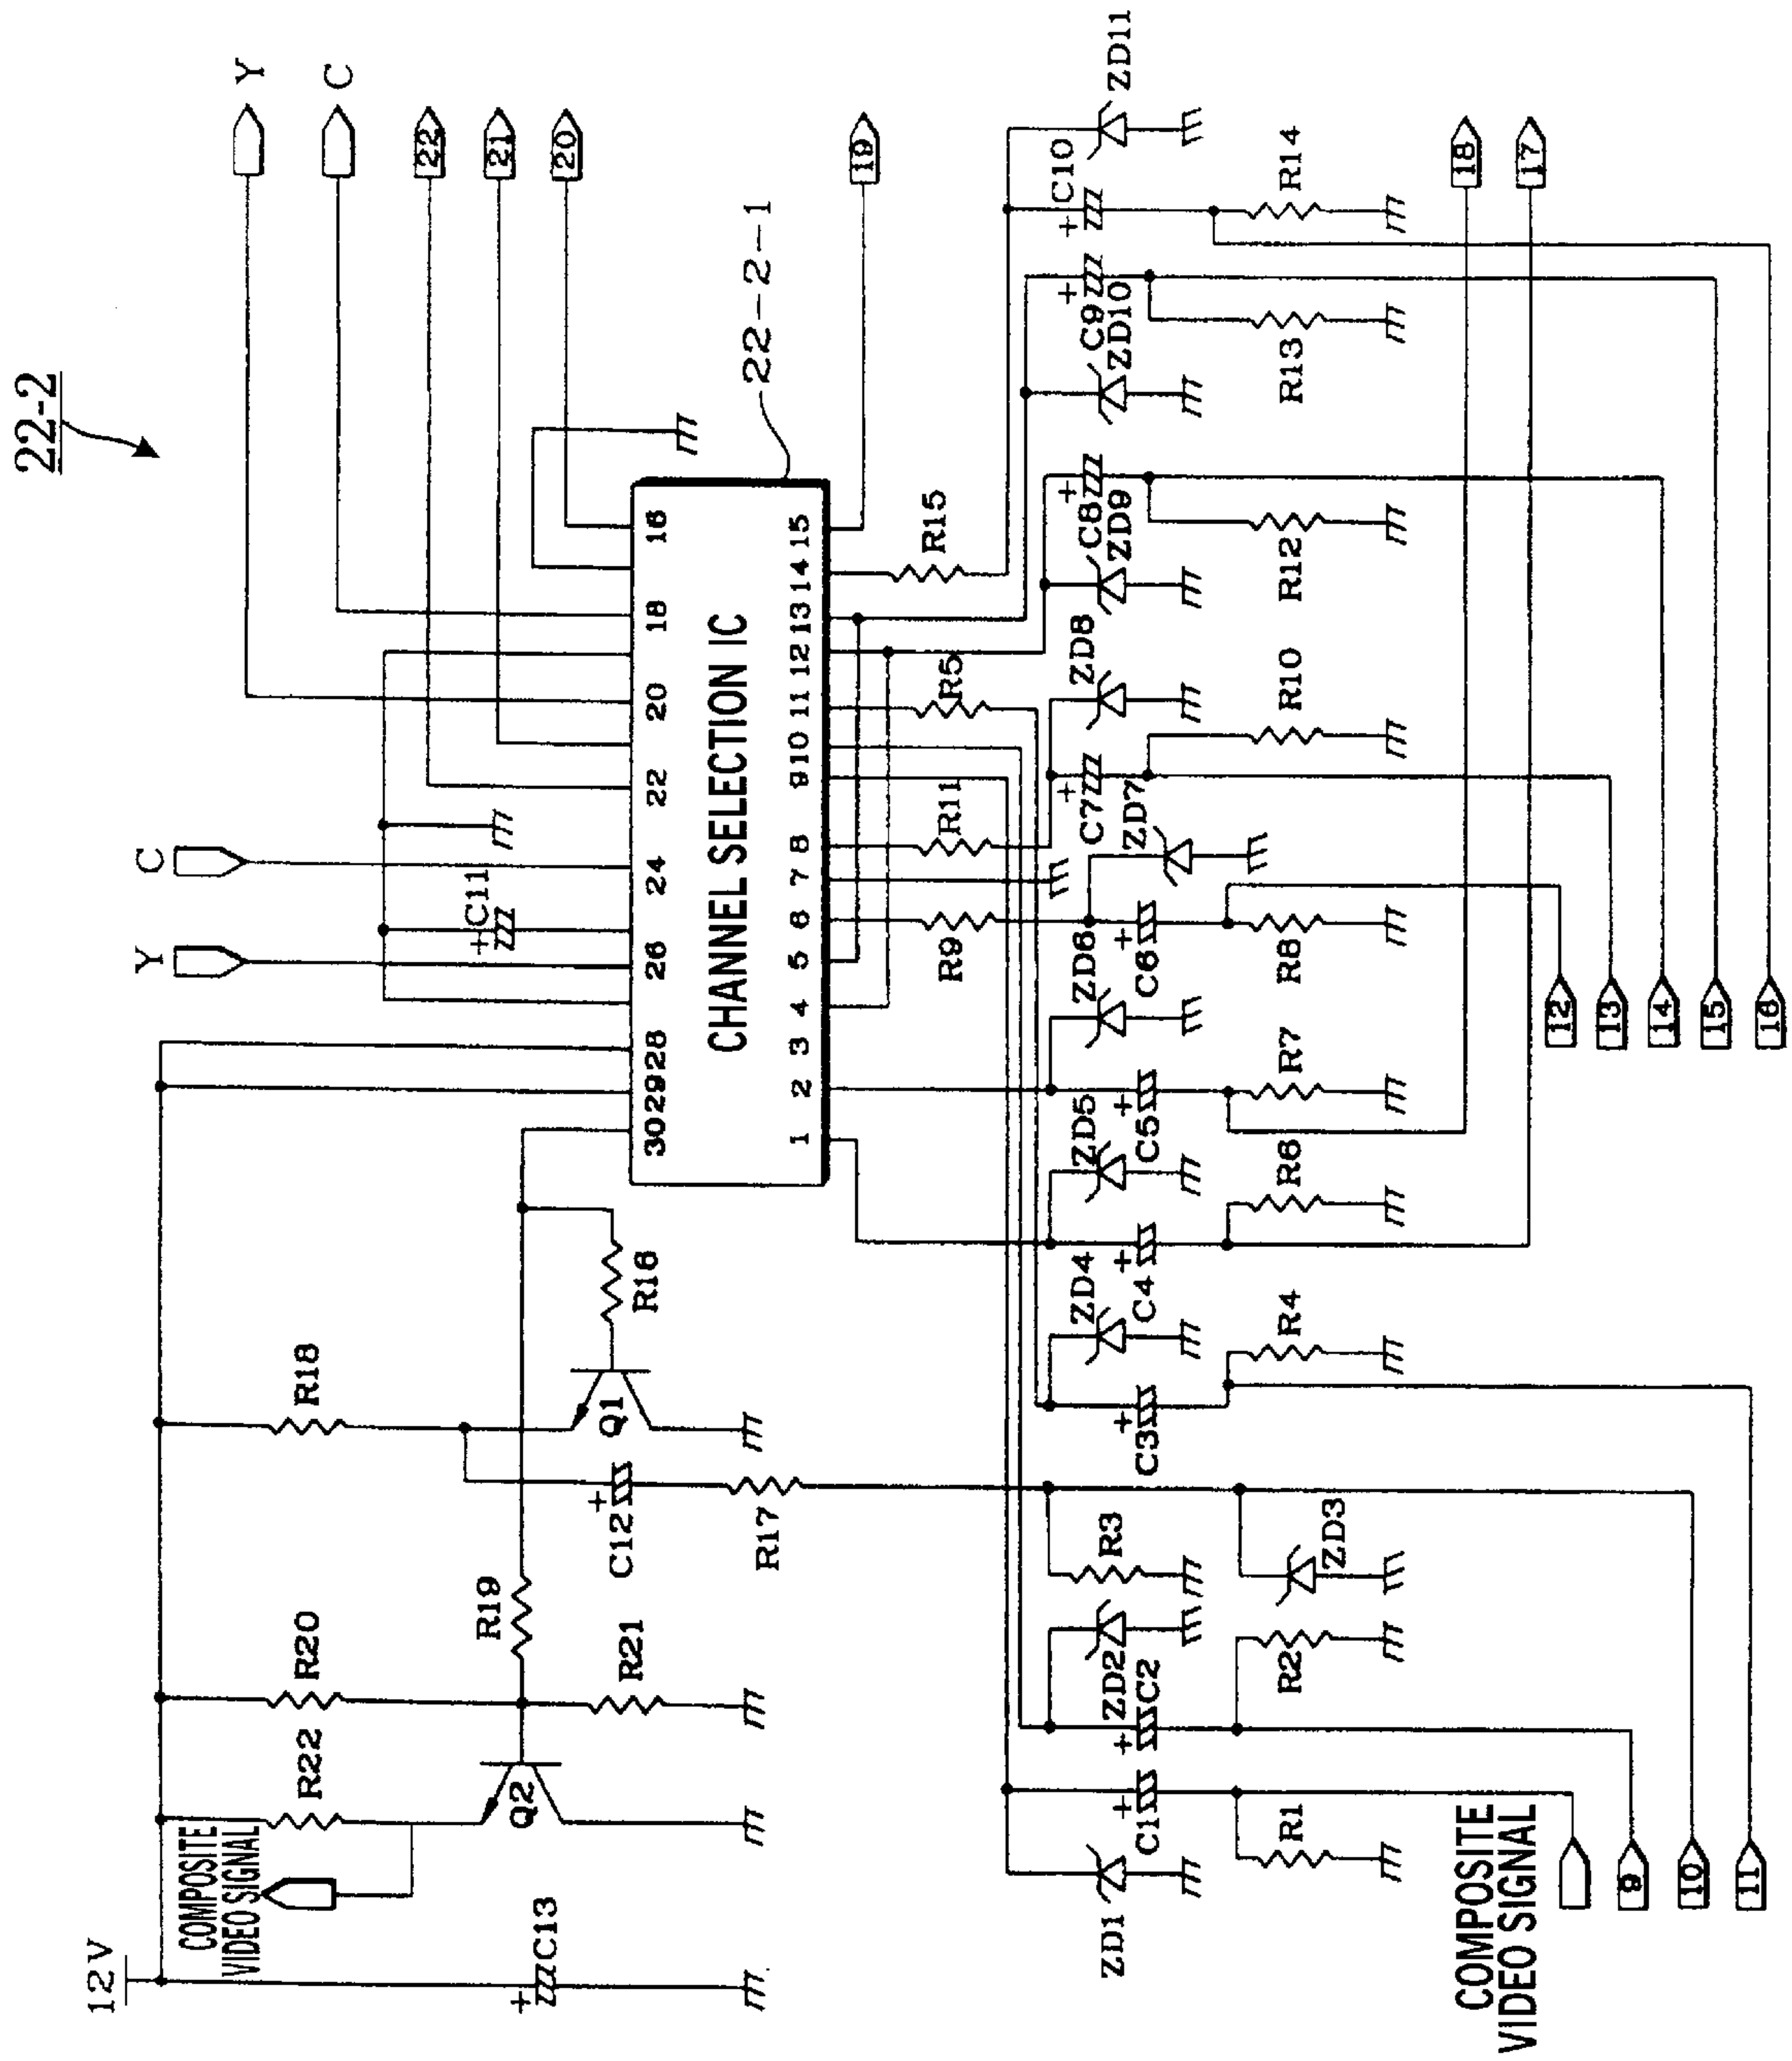 22-2
Y
C
22
21
20
19
Y
C
C11
12V
COMPOSITE
VIDEO SIGNAL
R22
R20
R18
R19
R16
R21
Q2
Q1
C13
C12
R17
30
29
28
26
24
22
20
18
16
CHANNEL SELECTION IC
22-2-1
1
2
3
4
5
6
7
8
9
10
11
12
13
14
15
R9
R11
R5
R15
ZD1
C1
ZD2
C2
R3
ZD3
C3
ZD4
C4
ZD5
C5
ZD6
C6
ZD7
C7
ZD8
C8
ZD9
C9
ZD10
C10
ZD11
R1
R2
R4
R6
R7
R8
R10
R12
R13
R14
18
17
COMPOSITE
VIDEO SIGNAL
9
10
11
12
13
14
15
16